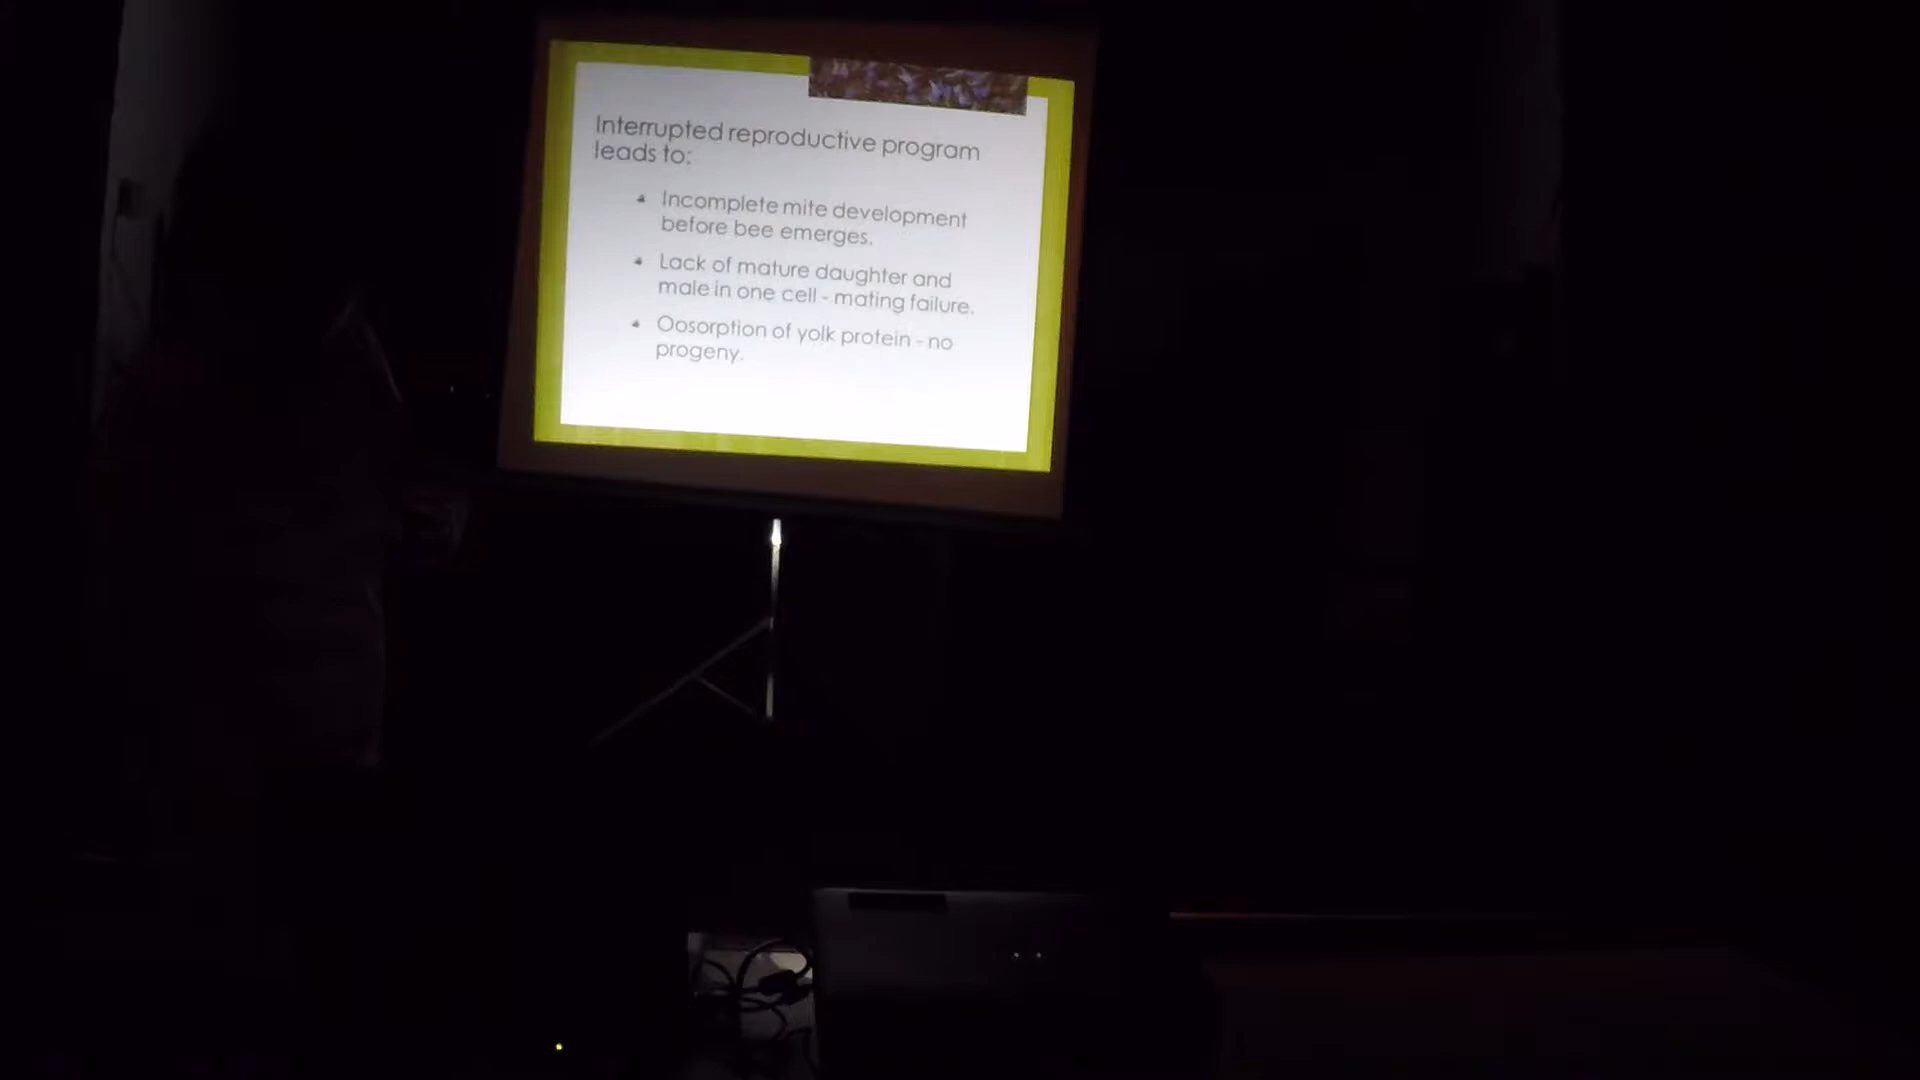 Interrupted reproductive program
leads to:
Incomplete mite development
before bee emerges.
Lack of mature daughter and
male in one cell - mating failure.
Oosorption of yolk protein - no
progeny.